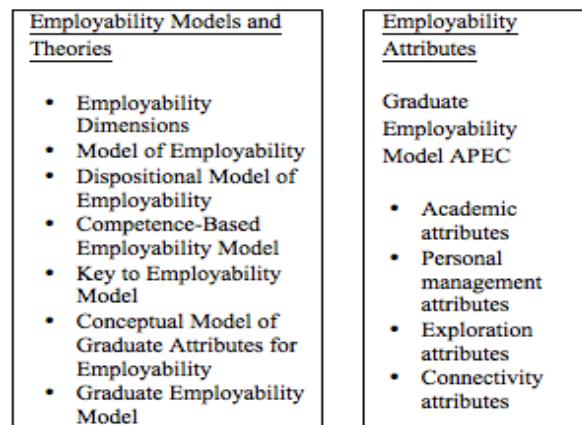 Employability Models and
Theories
• Employability
Dimensions
• Model of Employability
• Dispositional Model of
Employability
• Competence-Based
Employability Model
• Key to Employability
Model
• Conceptual Model of
Graduate Attributes for
Employability
• Graduate Employability
Model
Employability
Attributes
Graduate
Employability
Model APEC
• Academic
attributes
• Personal
management
attributes
• Exploration
attributes
• Connectivity
attributes